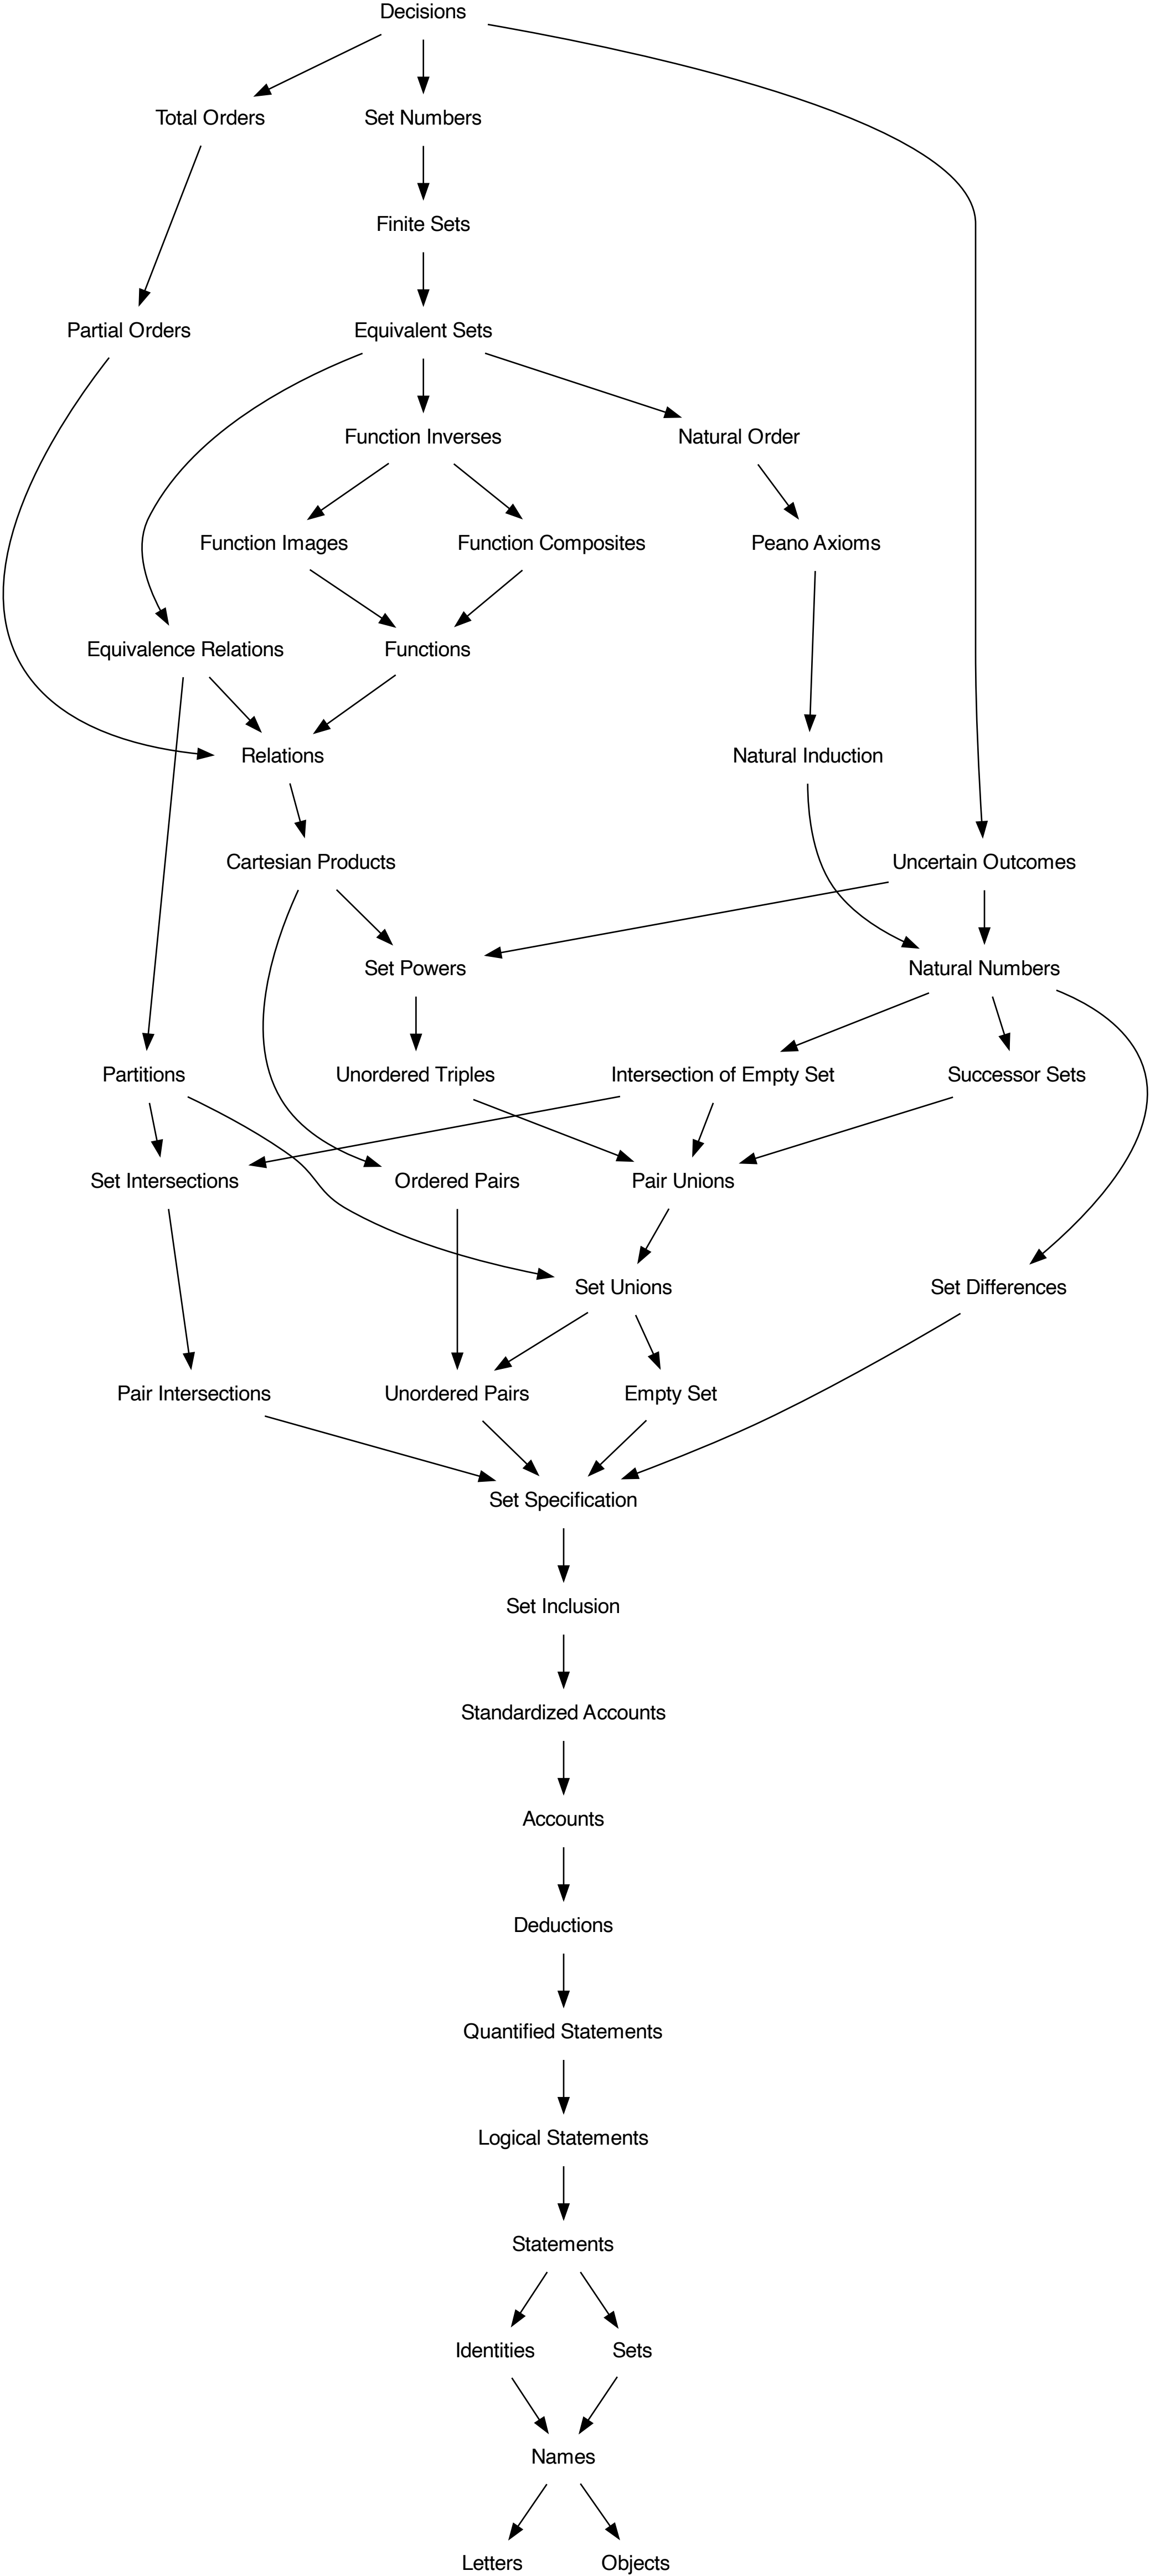 Decisions
Total Orders
Set Numbers
Finite Sets
Partial Orders
Equivalent Sets
Function Inverses
Natural Order
Function Images
Function Composites
Peano Axioms
Equivalence Relations
Functions
Relations
Natural Induction
Cartesian Products
Uncertain Outcomes
Set Powers
Natural Numbers
Partitions
Unordered Triples
Intersection of Empty Set
Successor Sets
Set Intersections
Ordered Pairs
Pair Unions
Set Unions
Set Differences
Pair Intersections
Unordered Pairs
Empty Set
Set Specification
Set Inclusion
Standardized Accounts
Accounts
Deductions
Quantified Statements
Logical Statements
Statements
Identities
Sets
Names
Letters
Objects